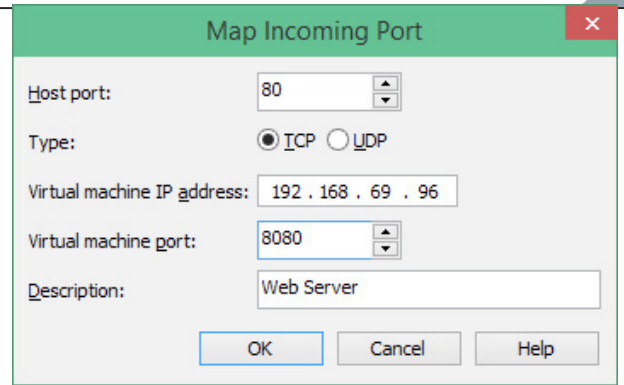 Map Incoming Port
Host port: 80
Type: TCP UDP
Virtual machine IP address: 192 . 168 . 69 . 96
Virtual machine port: 8080
Description: Web Server
OK Cancel Help